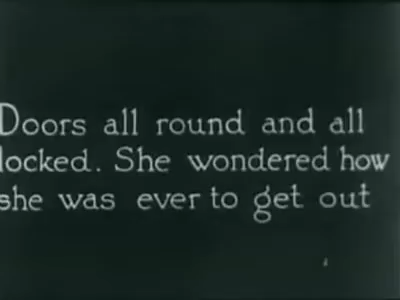 Doors all round and all
locked. She wondered how
she was ever to get out